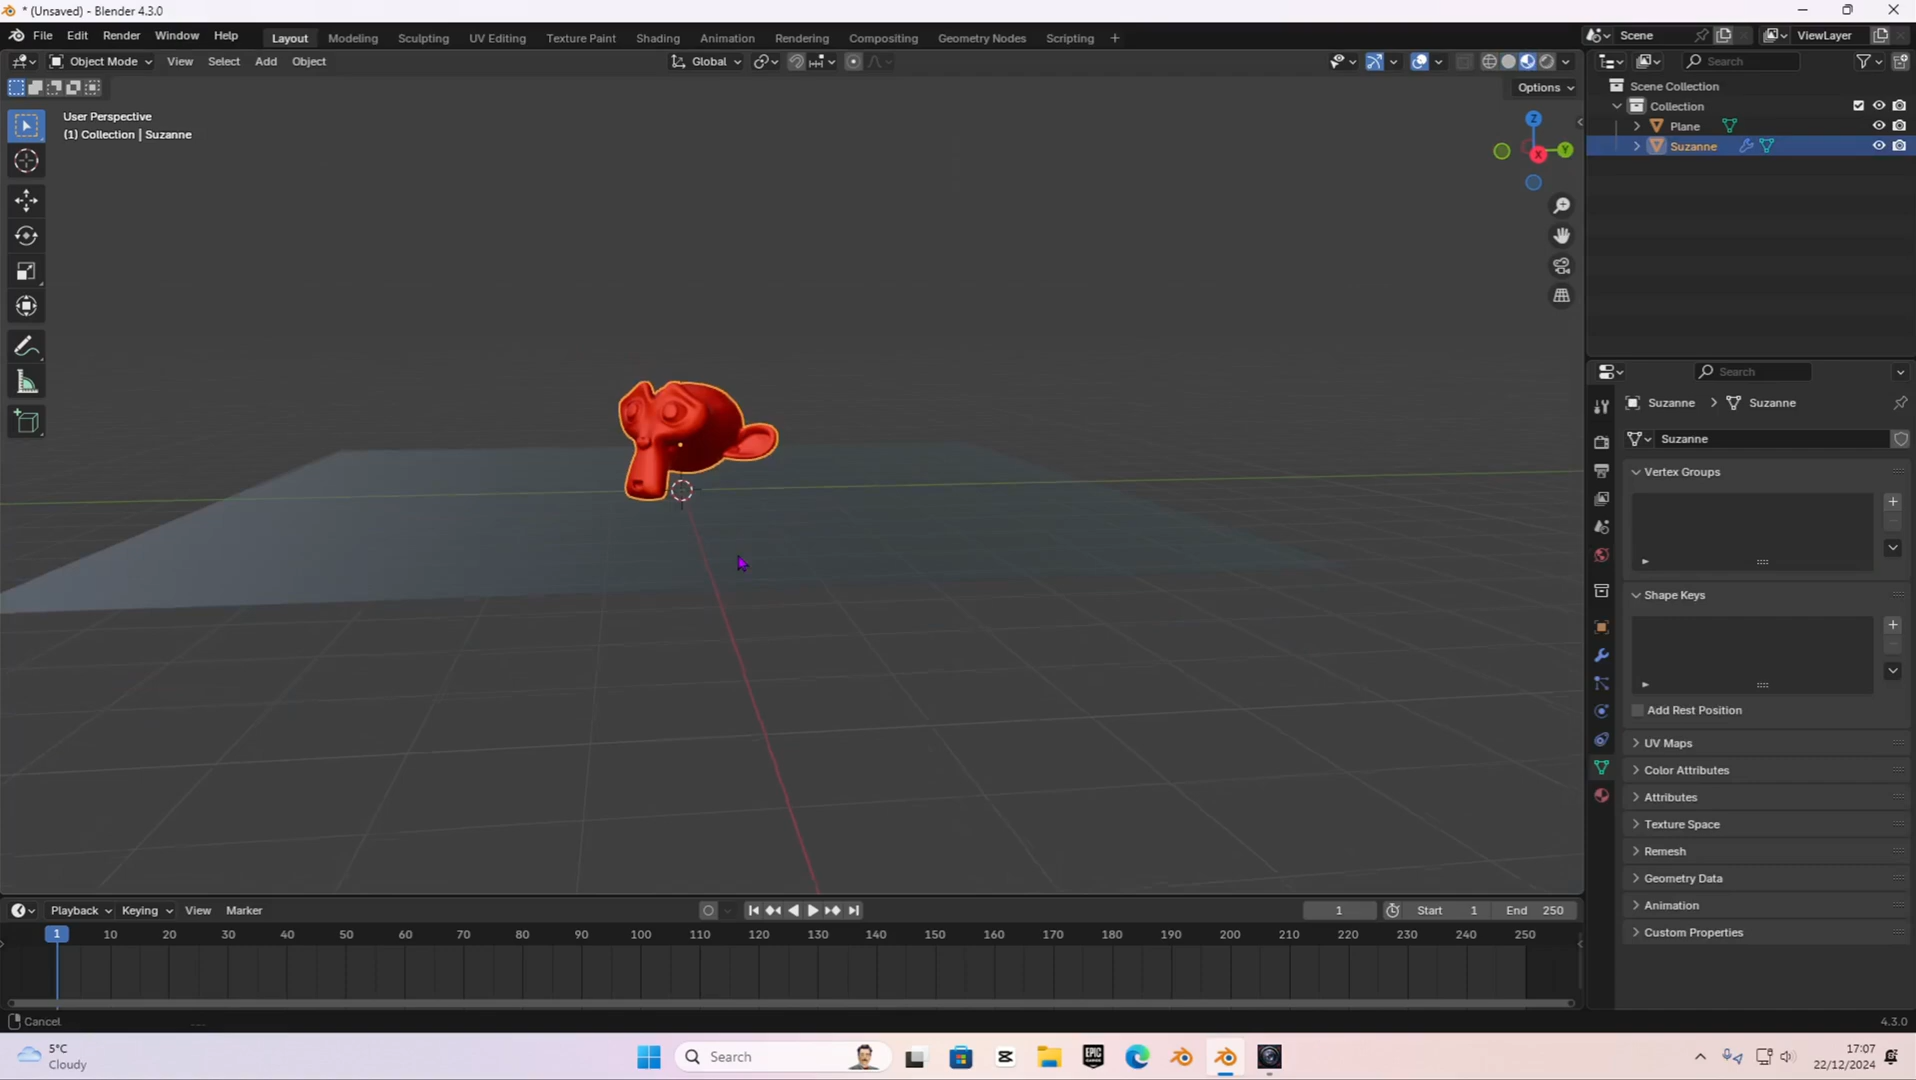 * (Unsaved) - Blender 4.3.0
File Edit Render Window Help Layout Modeling Sculpting UV Editing Texture Paint Shading Animation Rendering Compositing Geometry Nodes Scripting + Scene ViewLayer
Object Mode View Select Add Object Global Search
Options
User Perspective
(1) Collection | Suzanne
Scene Collection
Collection
Plane
Suzanne
Z
Y
X
Search
Suzanne > Suzanne
Suzanne
Vertex Groups
Shape Keys
Add Rest Position
UV Maps
Color Attributes
Attributes
Texture Space
Remesh
Geometry Data
Animation
Custom Properties
Playback Keying View Marker 1 Start 1 End 250
1 10 20 30 40 50 60 70 80 90 100 110 120 130 140 150 160 170 180 190 200 210 220 230 240 250
Cancel 4.3.0
5°C
Cloudy
Search
EPIC GAMES
17:07
22/12/2024